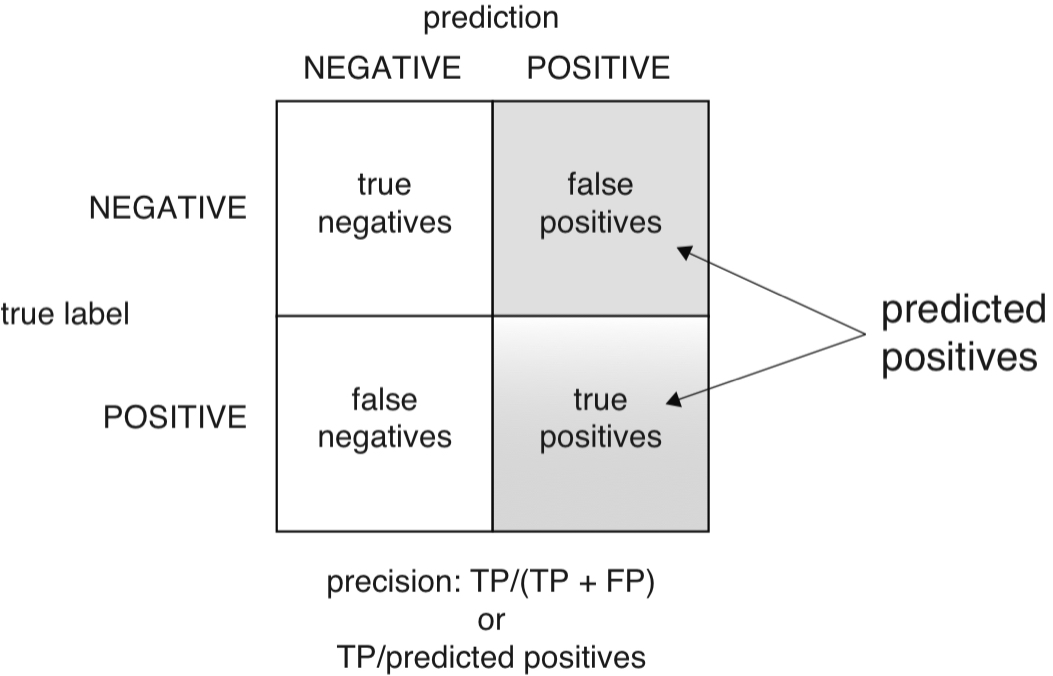 prediction
NEGATIVE POSITIVE
NEGATIVE
true
negatives
false
positives
true label
predicted
positives
POSITIVE
false
negatives
true
positives
precision: TP/(TP + FP)
or
TP/predicted positives